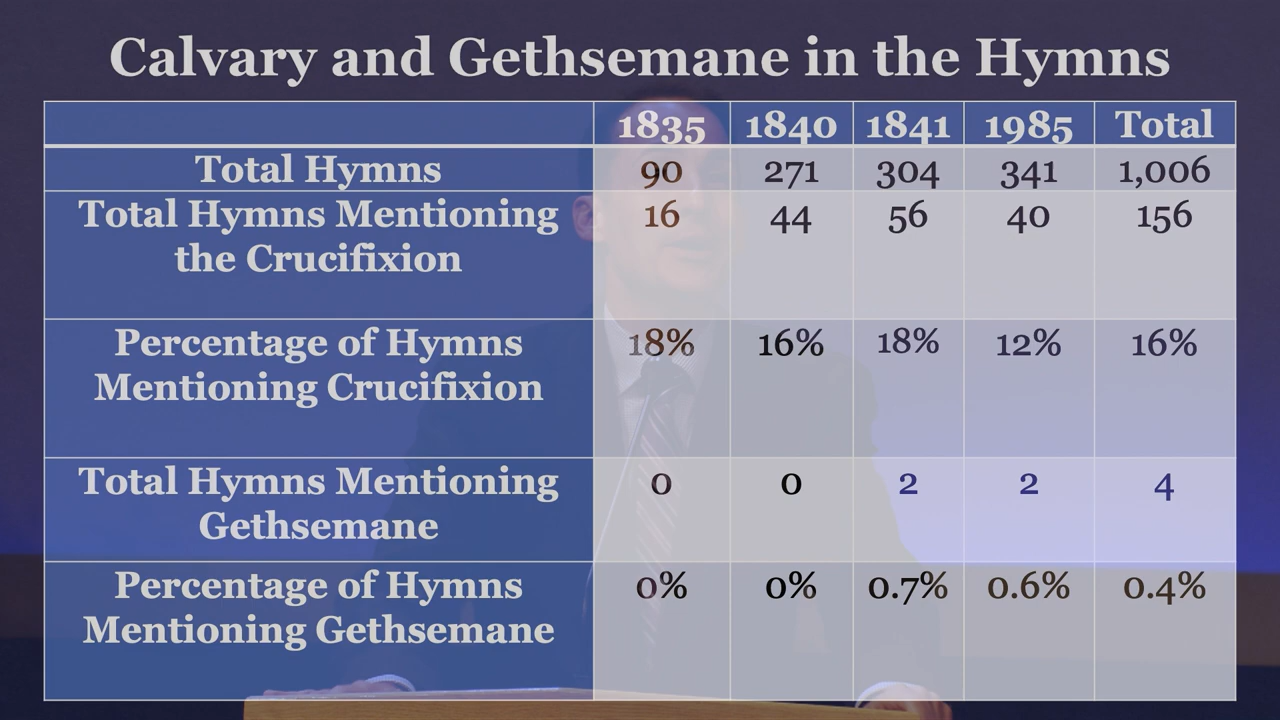 Calvary and Gethsemane in the Hymns
1835 1840 1841 1985 Total
Total Hymns 90 271 304 341 1,006
Total Hymns Mentioning 16 44 56 40 156
the Crucifixion
Percentage of Hymns 18% 16% 18% 12% 16%
Mentioning Crucifixion
Total Hymns Mentioning 0 0 2 2 4
Gethsemane
Percentage of Hymns 0% 0% 0.7% 0.6% 0.4%
Mentioning Gethsemane